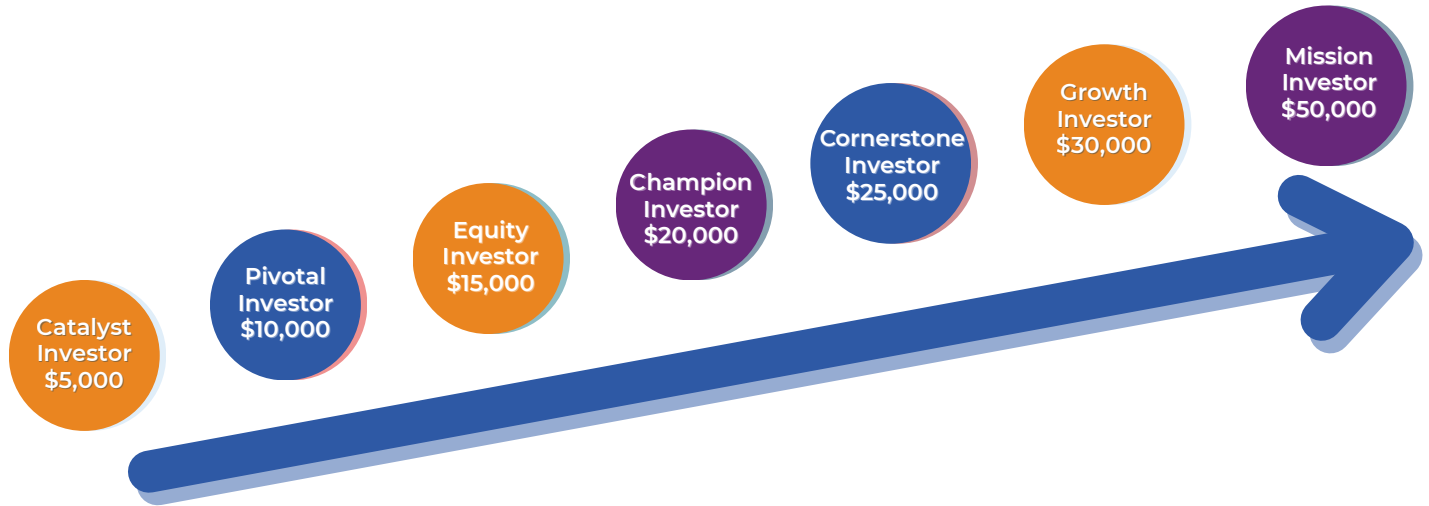 Catalyst
Investor
$5,000
Pivotal
Investor
$10,000
Equity
Investor
$15,000
Champion
Investor
$20,000
Cornerstone
Investor
$25,000
Growth
Investor
$30,000
Mission
Investor
$50,000